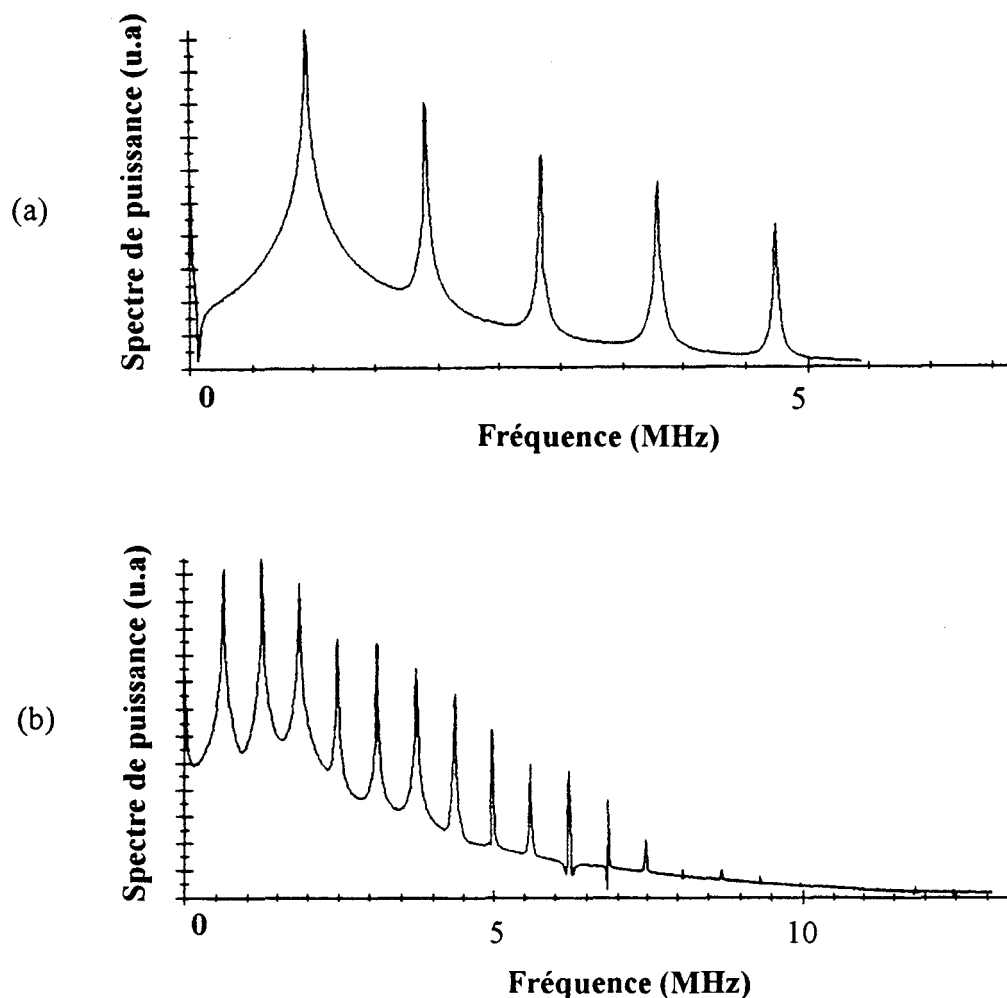 (a)
Spectre de puissance (u.a)
0
5
Fréquence (MHz)
(b)
Spectre de puissance (u.a)
0
5
10
Fréquence (MHz)